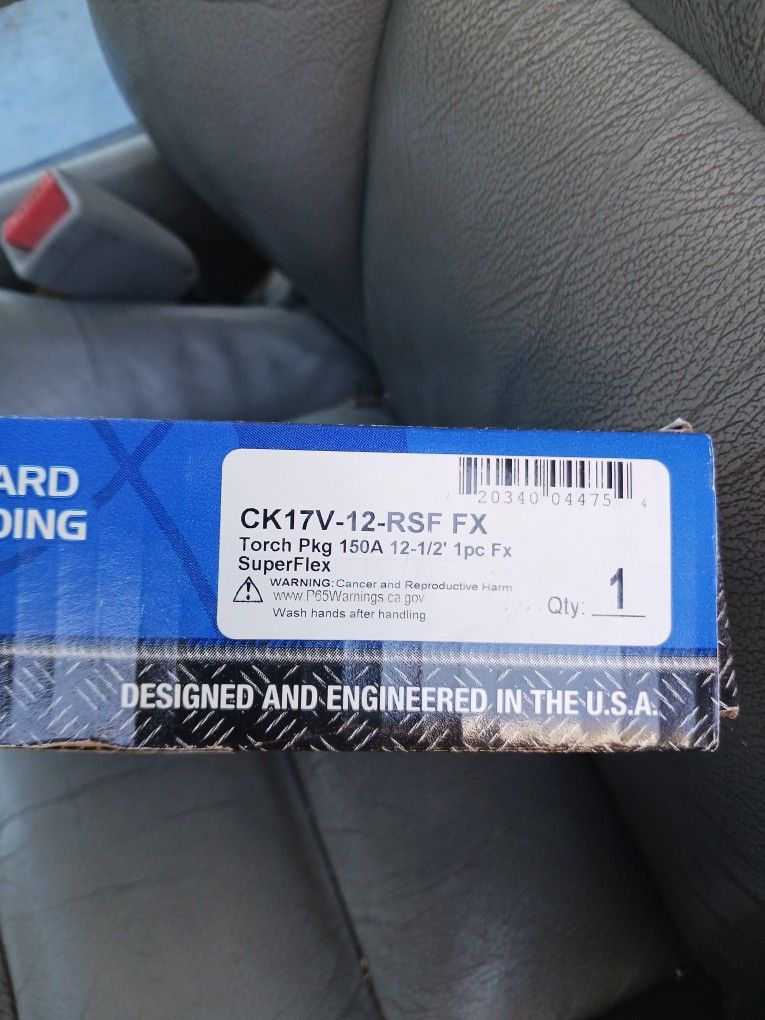 ARD
DING
20340 04475 4
CK17V-12-RSF FX
Torch Pkg 150A 12-1/2' 1pc Fx
SuperFlex
WARNING: Cancer and Reproductive Harm
www.P65Warnings.ca.gov
Wash hands after handling
Qty: 1
DESIGNED AND ENGINEERED IN THE U.S.A.